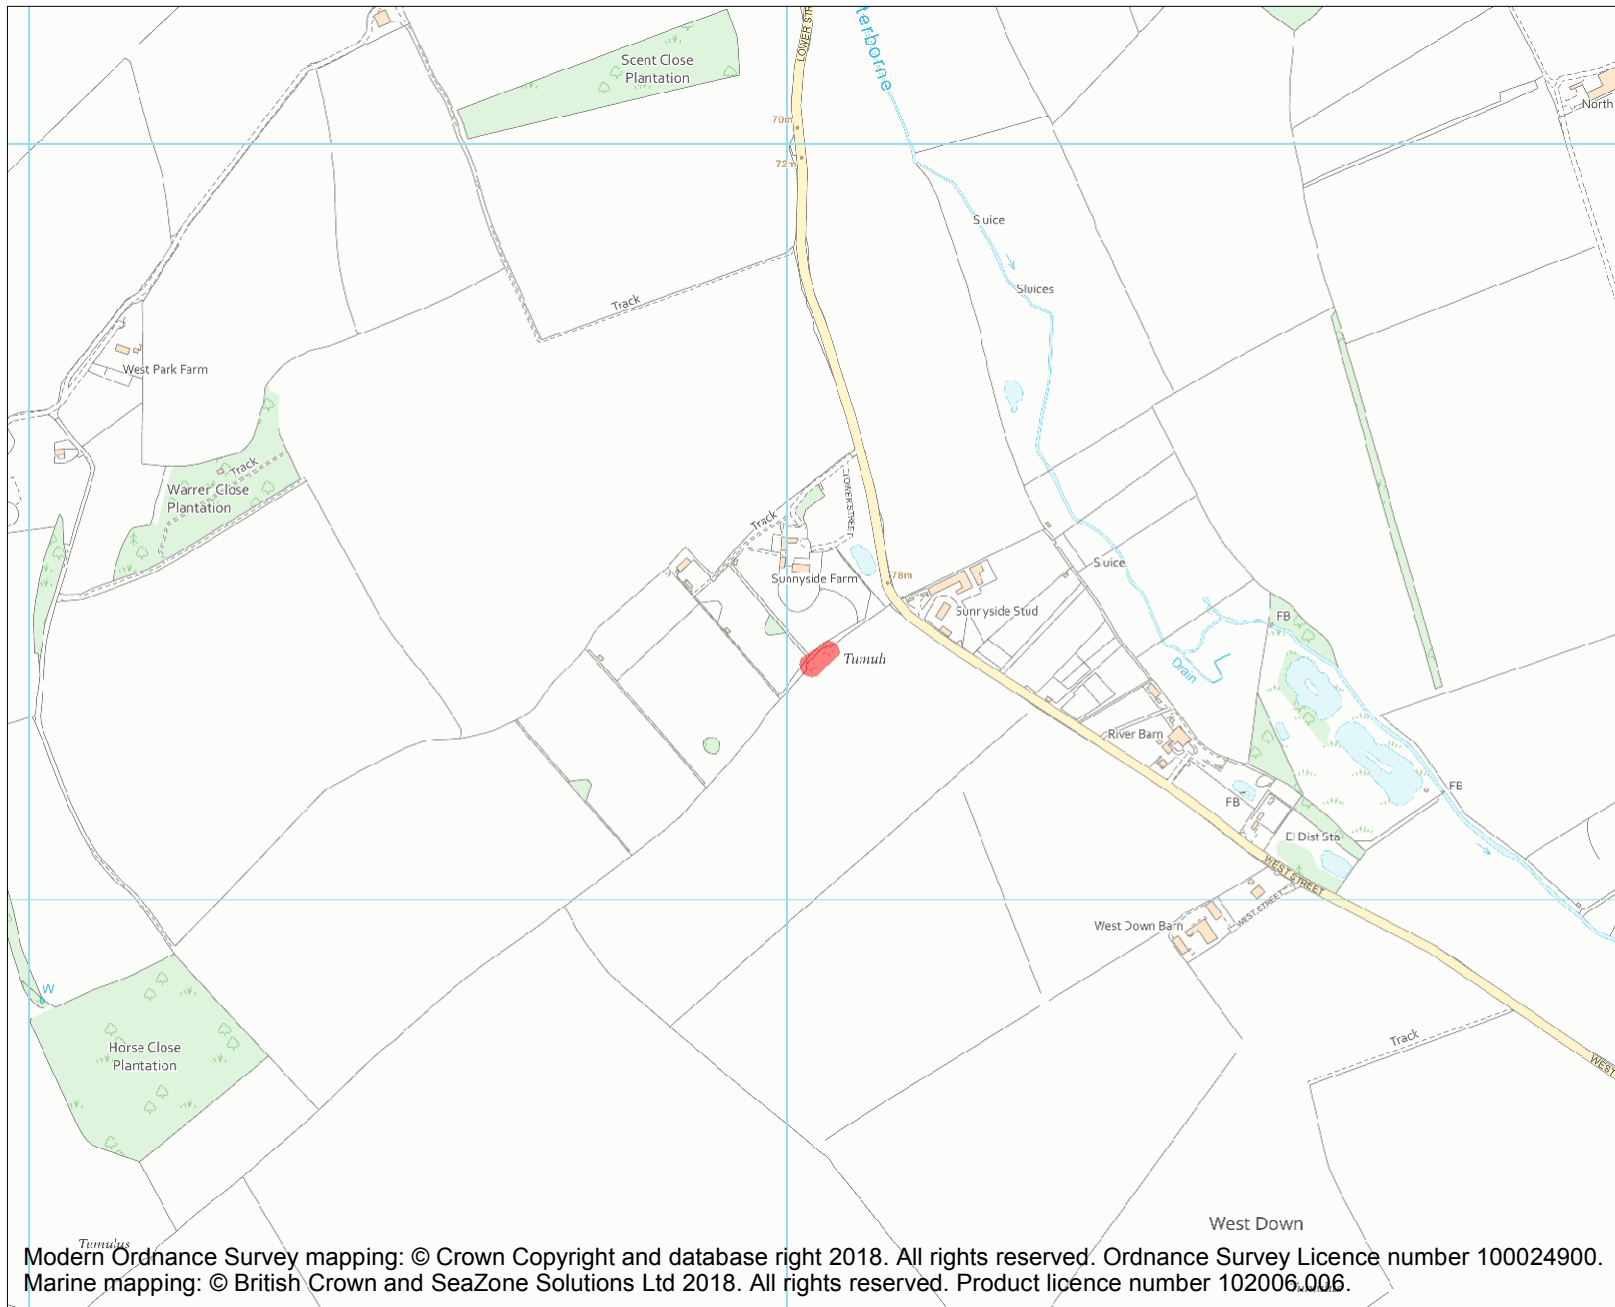 LOWER STR
terborne
Scent Close
Plantation
North
70m
72m
Sluice
Sluices
Track
West Park Farm
Track
Warren Close
Plantation
Track
LOWER STREET
Sunnyside Farm
78m
Sunnyside Stud
Sluice
FB
Tumuli
Drain
River Barn
FB
FB
El Dist Sta
WEST STREET
WEST STREET
West Down Barn
W
Horse Close
Plantation
Track
WEST
West Down
Tumulus
Modern Ordnance Survey mapping: © Crown Copyright and database right 2018. All rights reserved. Ordnance Survey Licence number 100024900.
Marine mapping: © British Crown and SeaZone Solutions Ltd 2018. All rights reserved. Product licence number 102006.006.